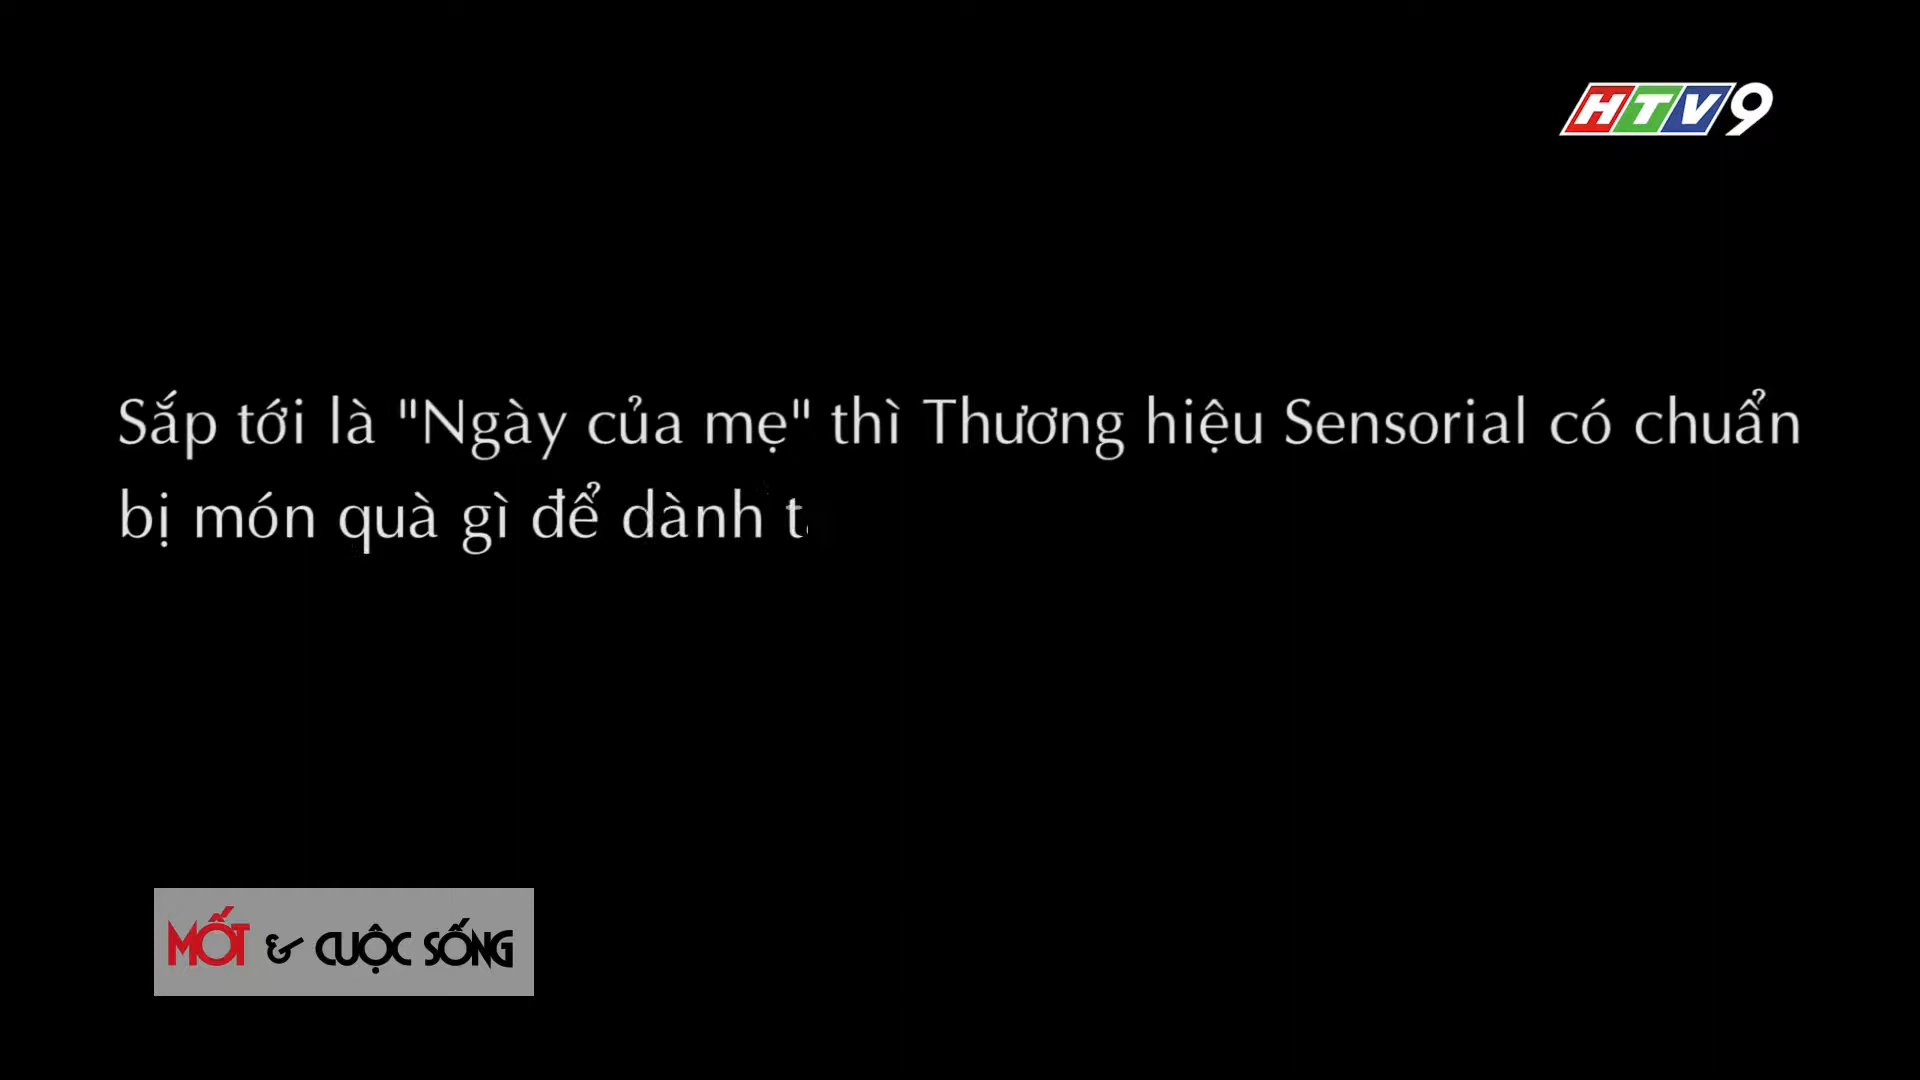 HTV9
Sắp tới là "Ngày của mẹ" thì Thương hiệu Sensorial có chuẩn
bị món quà gì để dành
MỐT & CUỘC SỐNG